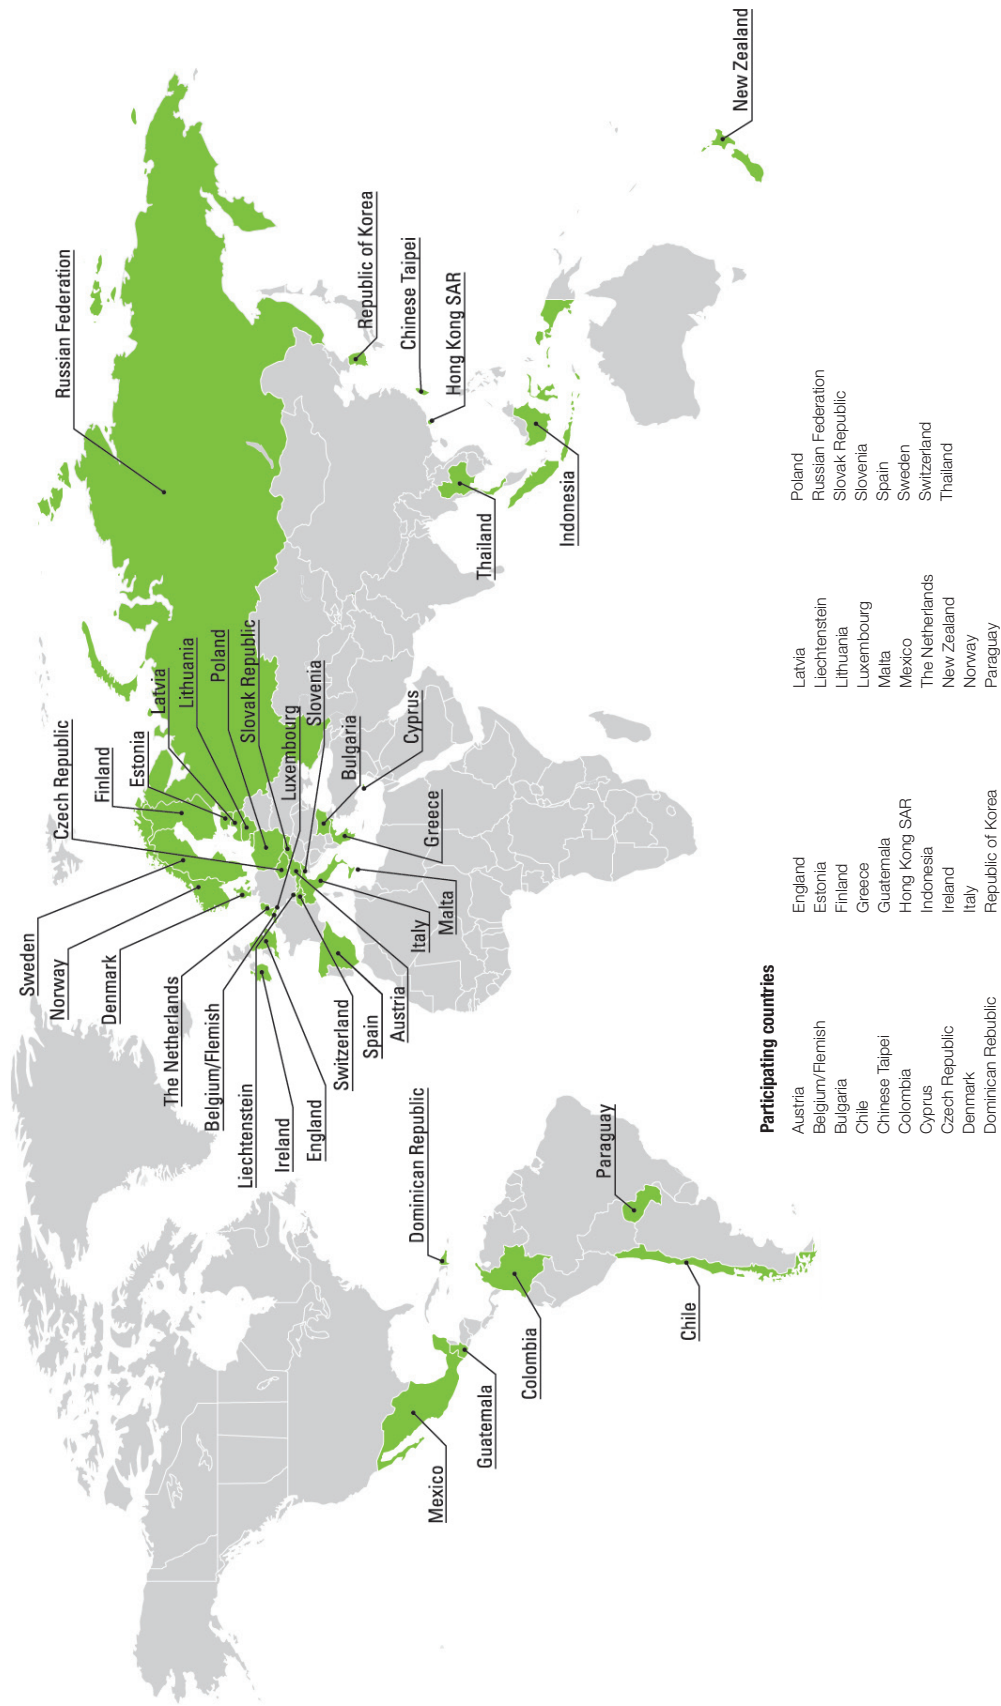 Sweden
Norway
Denmark
The Netherlands
Belgium/Flemish
Liechtenstein
Ireland
England
Switzerland
Spain
Austria
Italy
Malta
Greece
Cyprus
Bulgaria
Slovenia
Luxembourg
Slovak Republic
Poland
Lithuania
Latvia
Estonia
Finland
Czech Republic
Russian Federation
Republic of Korea
Chinese Taipei
Hong Kong SAR
Thailand
Indonesia
New Zealand
Dominican Republic
Mexico
Guatemala
Colombia
Paraguay
Chile
Participating countries
Austria
Belgium/Flemish
Bulgaria
Chile
Chinese Taipei
Colombia
Cyprus
Czech Republic
Denmark
Dominican Rebublic
England
Estonia
Finland
Greece
Guatemala
Hong Kong SAR
Indonesia
Ireland
Italy
Republic of Korea
Latvia
Liechtenstein
Lithuania
Luxembourg
Malta
Mexico
The Netherlands
New Zealand
Norway
Paraguay
Poland
Russian Federation
Slovak Republic
Slovenia
Spain
Sweden
Switzerland
Thailand